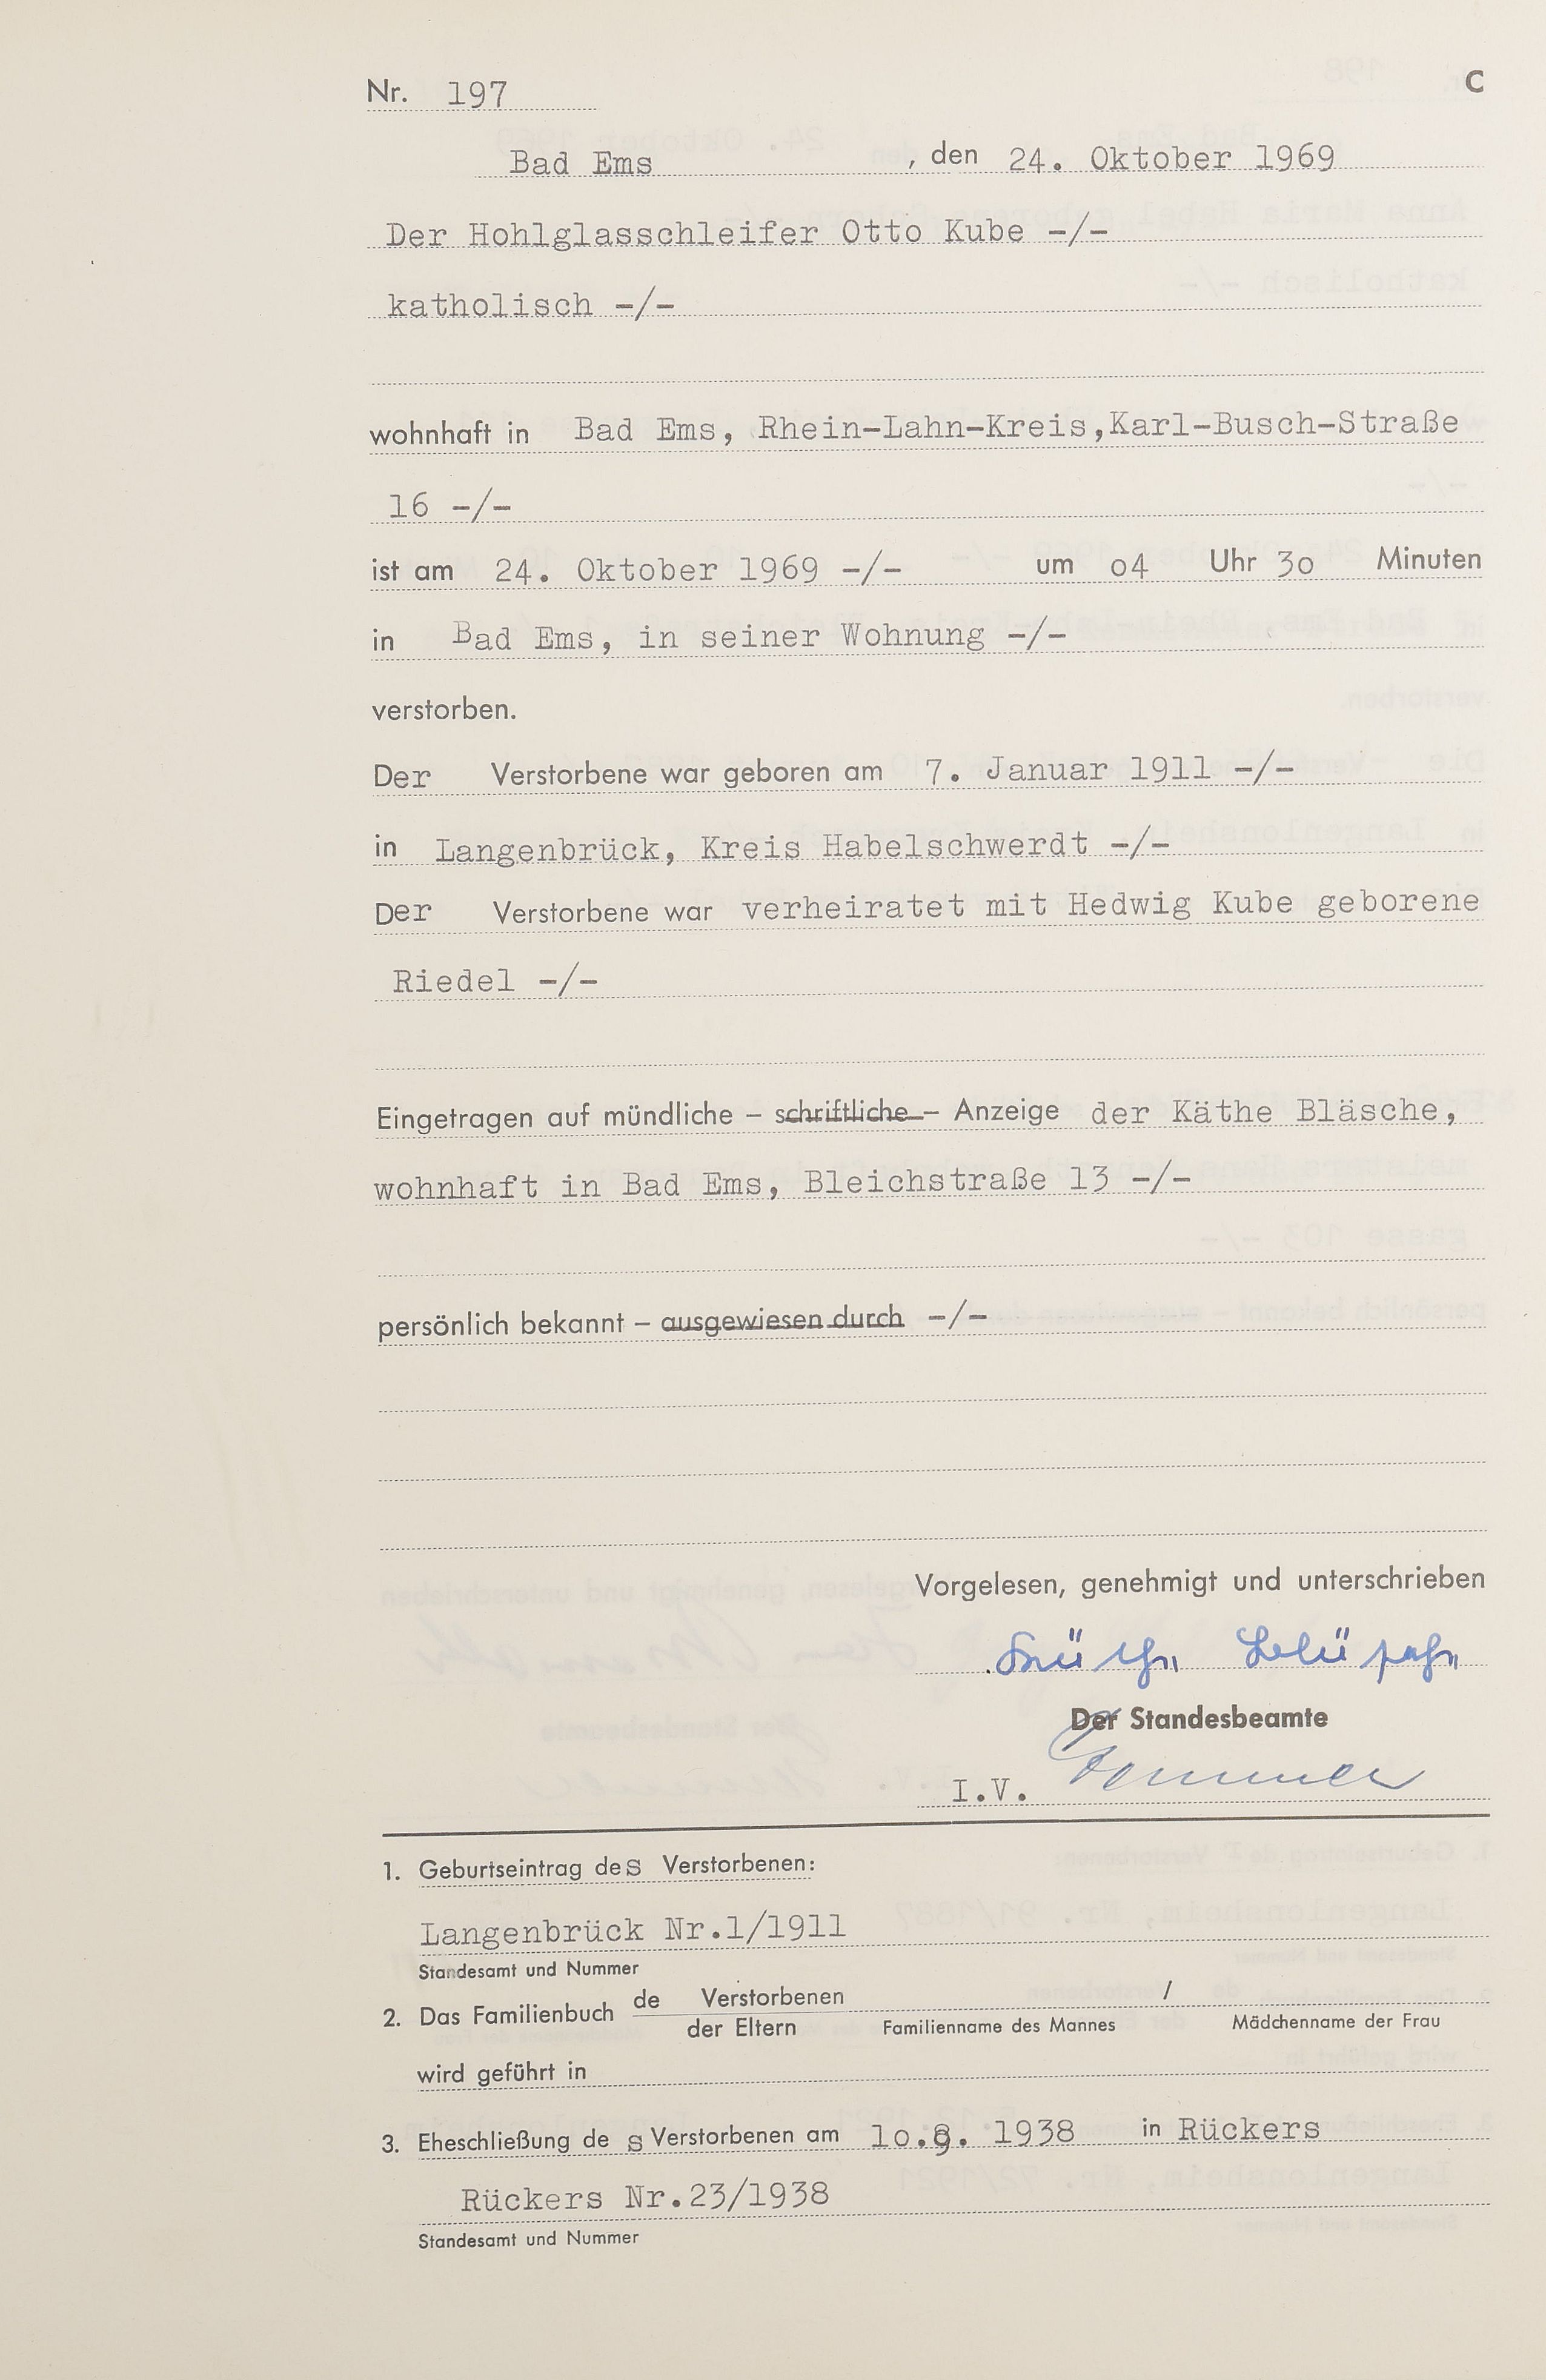 Nr. 197
C
Bad Ems , den 24. Oktober 1969
Der Hohlglasschleifer Otto Kube -/-
katholisch -/-
wohnhaft in Bad Ems, Rhein-Lahn-Kreis,Karl-Busch-Straße
16 -/-
ist am 24. Oktober 1969 -/- um o4 Uhr 3o Minuten
in Bad Ems, in seiner Wohnung -/-
verstorben.
Der Verstorbene war geboren am 7. Januar 1911 -/-
in Langenbrück, Kreis Habelschwerdt -/-
Der Verstorbene war verheiratet mit Hedwig Kube geborene
Riedel -/-
Eingetragen auf mündliche – schriftliche – Anzeige der Käthe Bläsche,
wohnhaft in Bad Ems, Bleichstraße 13 -/-
persönlich bekannt – ausgewiesen durch -/-
Vorgelesen, genehmigt und unterschrieben
Käthe Bläsche
Der Standesbeamte
I.V.
1. Geburtseintrag des Verstorbenen:
Langenbrück Nr.1/1911
Standesamt und Nummer
2. Das Familienbuch de Verstorbenen /
der Eltern Familienname des Mannes Mädchenname der Frau
wird geführt in
3. Eheschließung des Verstorbenen am 1o. . 1938 in Rückers
Rückers Nr.23/1938
Standesamt und Nummer